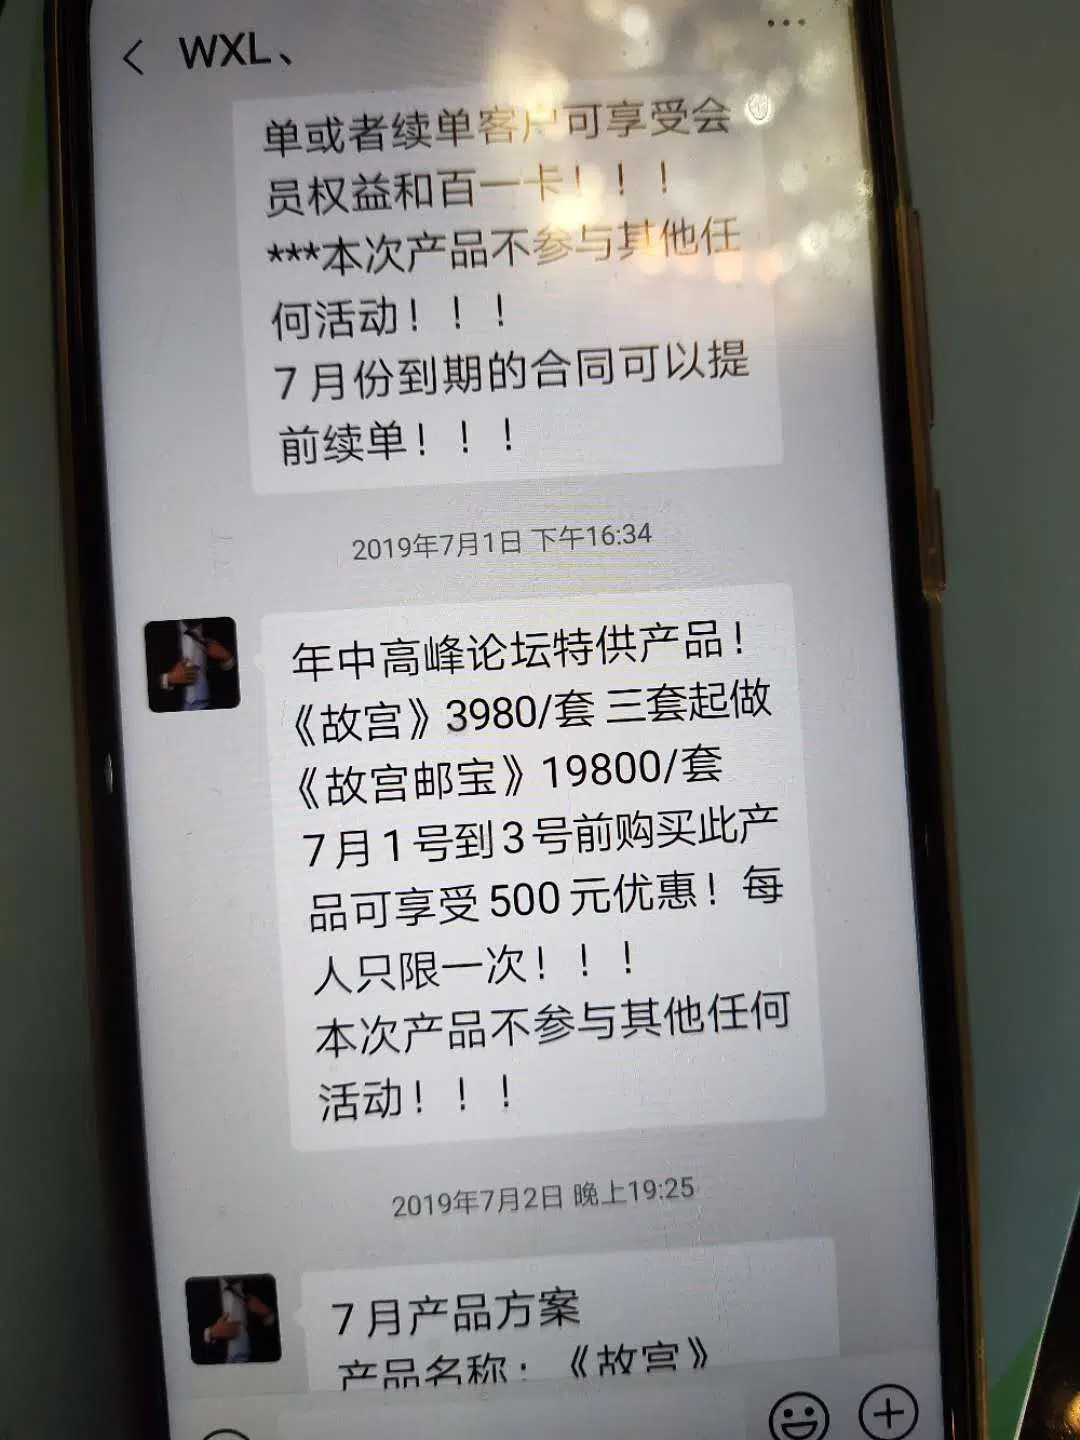 WXL、
单或者续单客户可享受会
员权益和百一卡！！！
***本次产品不参与其他任
何活动！！！
7月份到期的合同可以提
前续单！！！
2019年7月1日 下午16:34
年中高峰论坛特供产品！
《故宫》3980/套 三套起做
《故宫邮宝》19800/套
7月1号到3号前购买此产
品可享受500元优惠！每
人只限一次！！！
本次产品不参与其他任何
活动！！！
2019年7月2日 晚上19:25
7月产品方案
产品名称：《故宫》